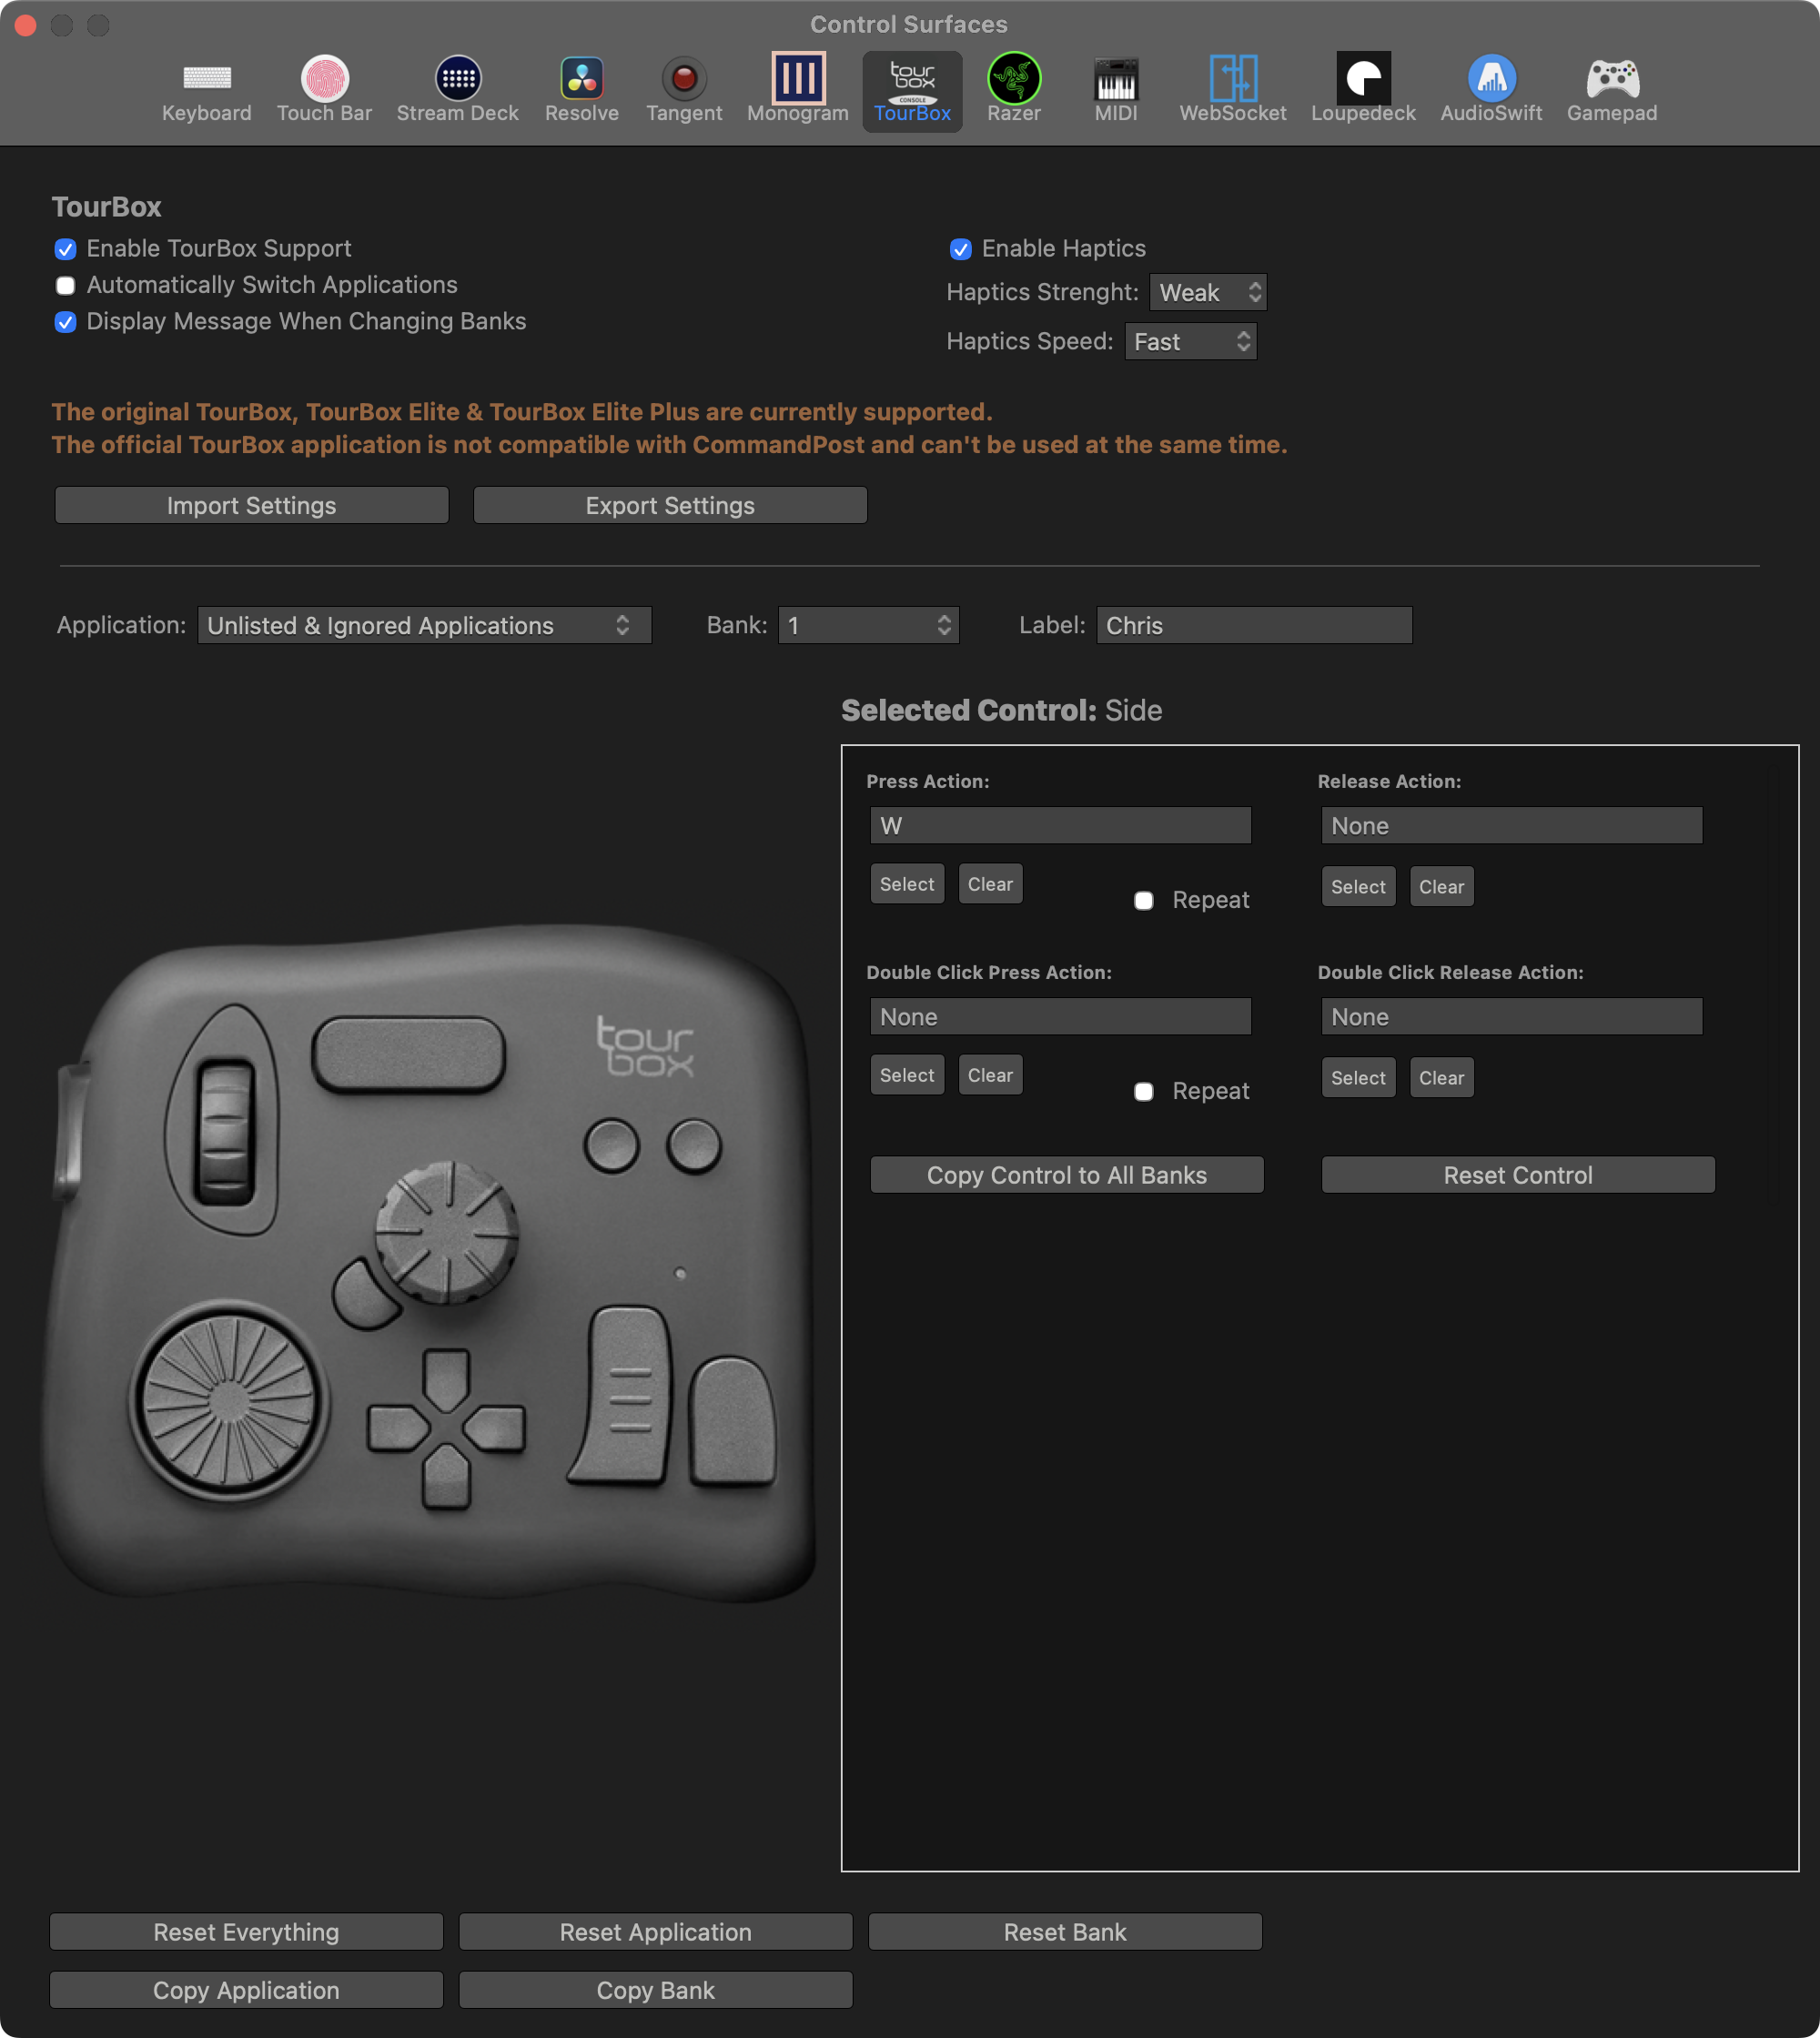 Control Surfaces
Keyboard
Touch Bar
Stream Deck
Resolve
Tangent
Monogram
tour
box
CONSOLE
TourBox
Razer
MIDI
WebSocket
Loupedeck
AudioSwift
Gamepad
TourBox
Enable TourBox Support
Automatically Switch Applications
Display Message When Changing Banks
Enable Haptics
Haptics Strenght: Weak
Haptics Speed: Fast
The original TourBox, TourBox Elite & TourBox Elite Plus are currently supported.
The official TourBox application is not compatible with CommandPost and can't be used at the same time.
Import Settings
Export Settings
Application: Unlisted & Ignored Applications
Bank: 1
Label: Chris
Selected Control: Side
Press Action:
W
Select
Clear
Repeat
Release Action:
None
Select
Clear
Double Click Press Action:
None
Select
Clear
Repeat
Double Click Release Action:
None
Select
Clear
Copy Control to All Banks
Reset Control
tour
box
Reset Everything
Reset Application
Reset Bank
Copy Application
Copy Bank